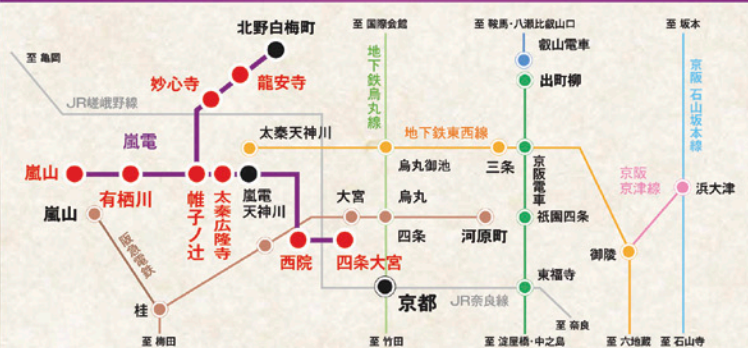 北野白梅町
至 国際会館
至 鞍馬・八瀬比叡山口
至 坂本
至 亀岡
妙心寺
龍安寺
地下鉄烏丸線
叡山電車
京阪 石山坂本線
出町柳
JR嵯峨野線
嵐電
太秦天神川
地下鉄東西線
嵐山
有栖川
帷子ノ辻
太秦広隆寺
嵐電
天神川
烏丸御池
三条
京阪電車
京阪
京津線
浜大津
嵐山
阪急電鉄
大宮
烏丸
四条
河原町
祇園四条
西院
四条大宮
御陵
桂
京都
JR奈良線
東福寺
至 奈良
至 梅田
至 竹田
至 淀屋橋・中之島
至 六地蔵
至 石山寺